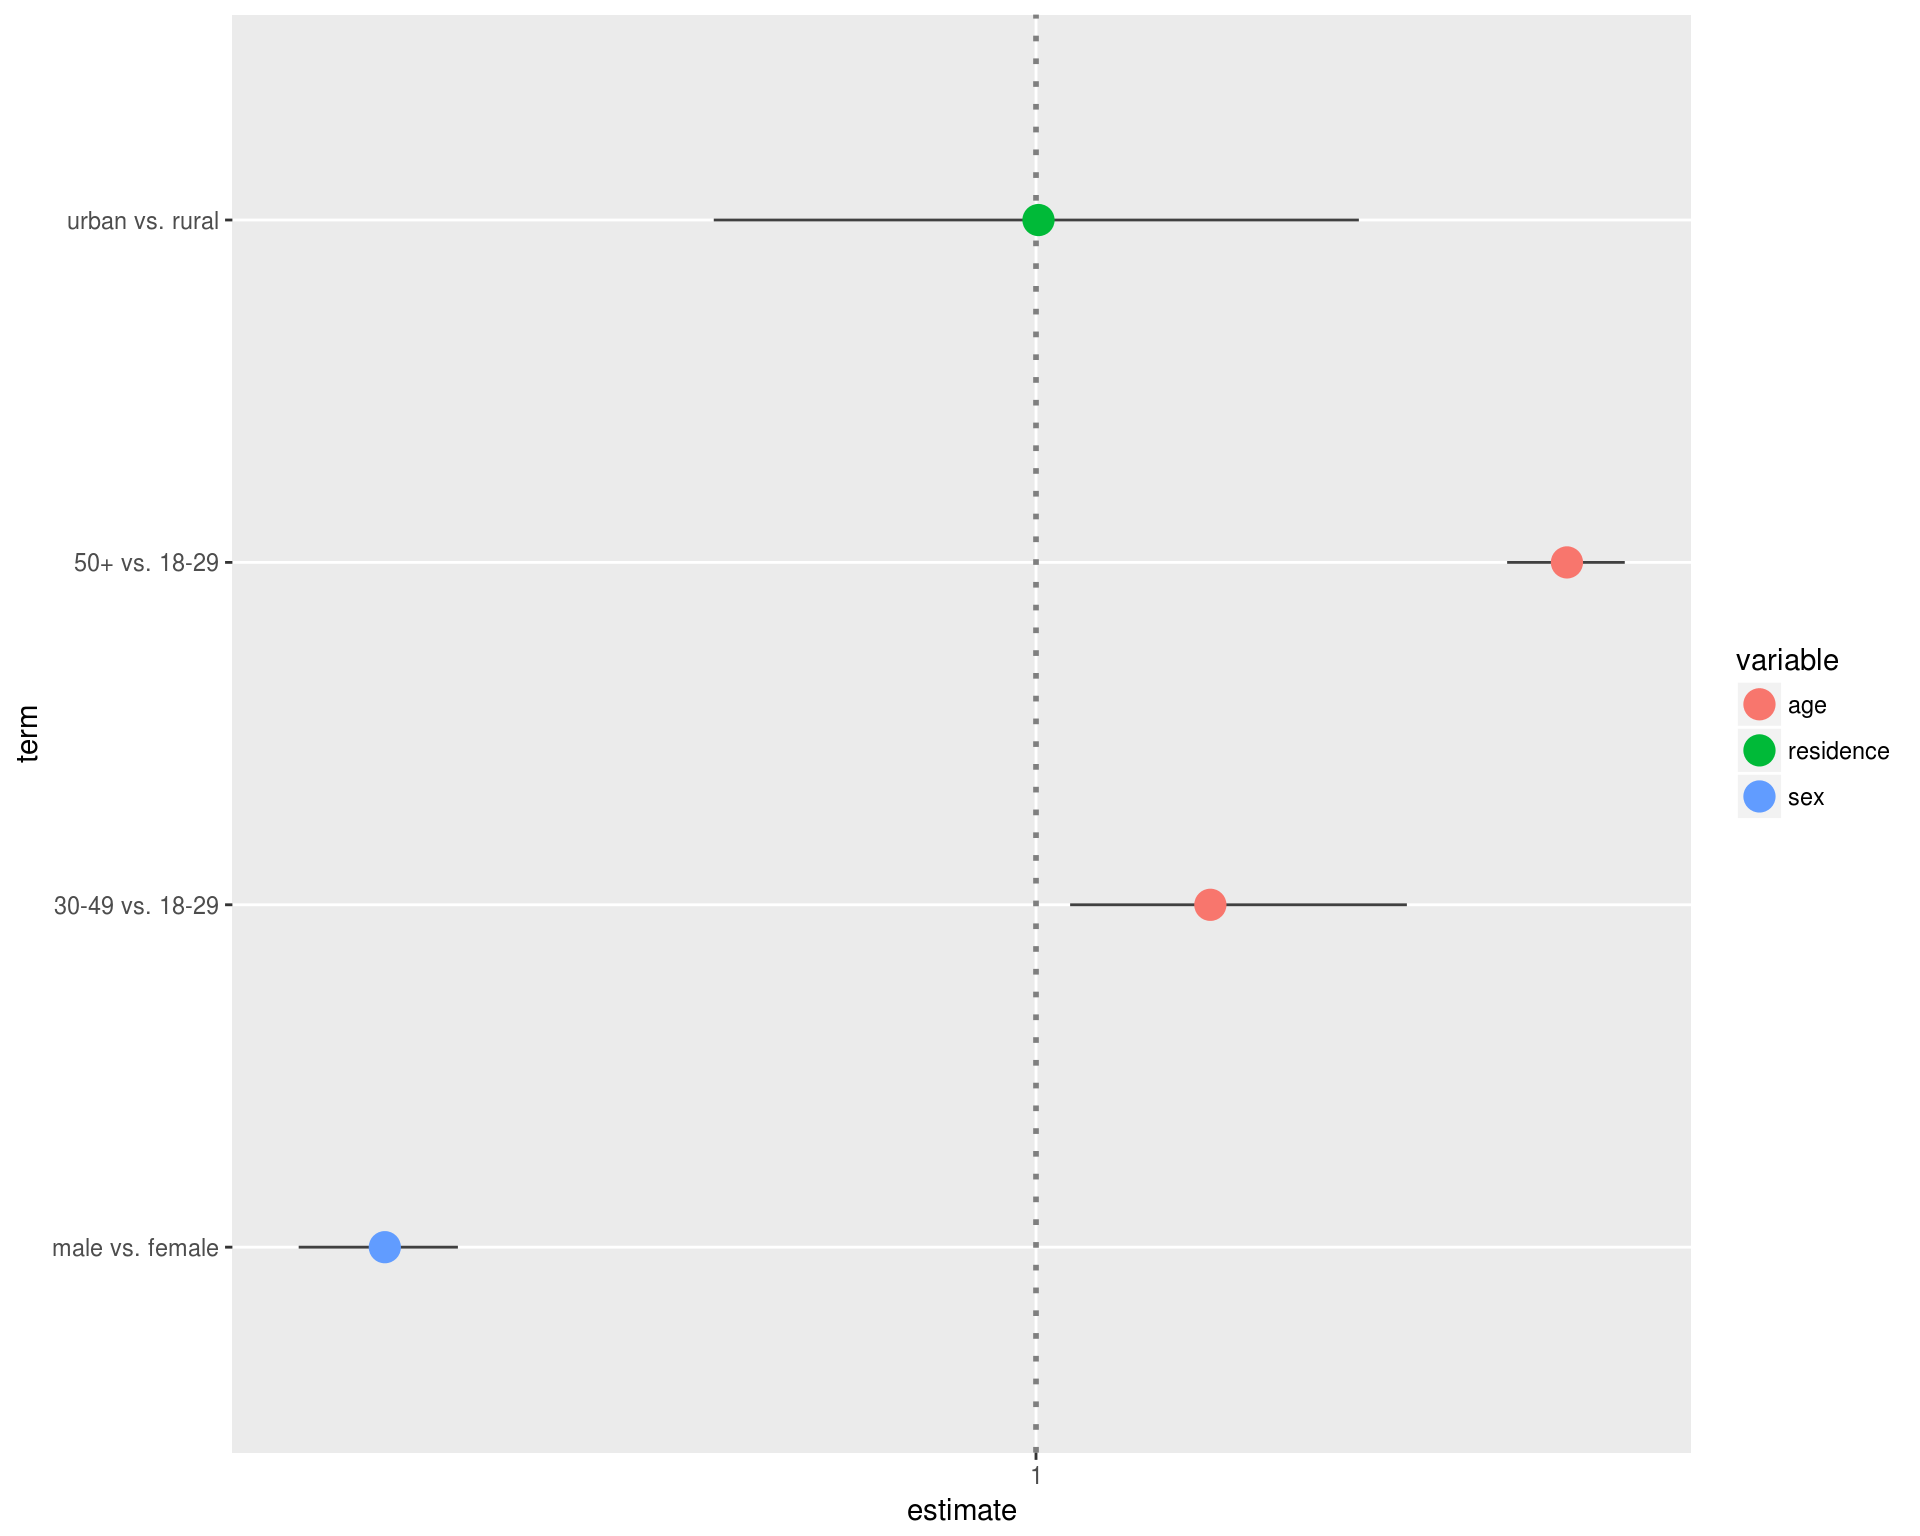 urban vs. rural
50+ vs. 18-29
30-49 vs. 18-29
male vs. female
term
1
estimate
variable
age
residence
sex